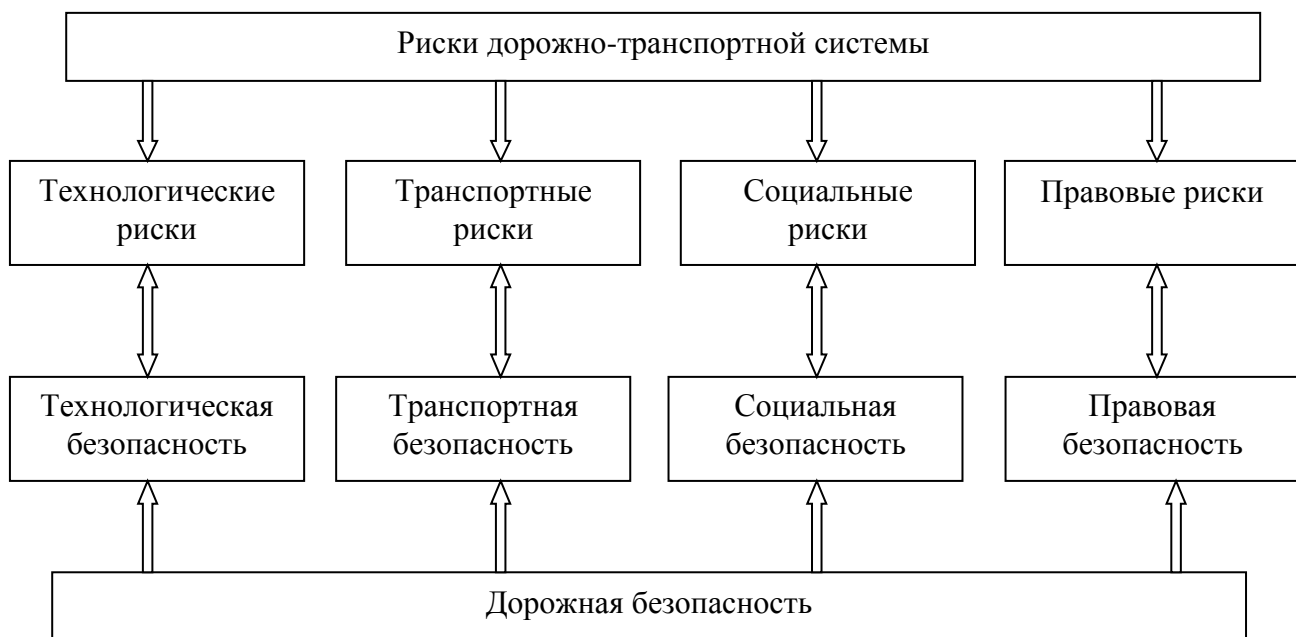 Риски дорожно-транспортной системы
Технологические
риски
Транспортные
риски
Социальные
риски
Правовые риски
Технологическая
безопасность
Транспортная
безопасность
Социальная
безопасность
Правовая
безопасность
Дорожная безопасность